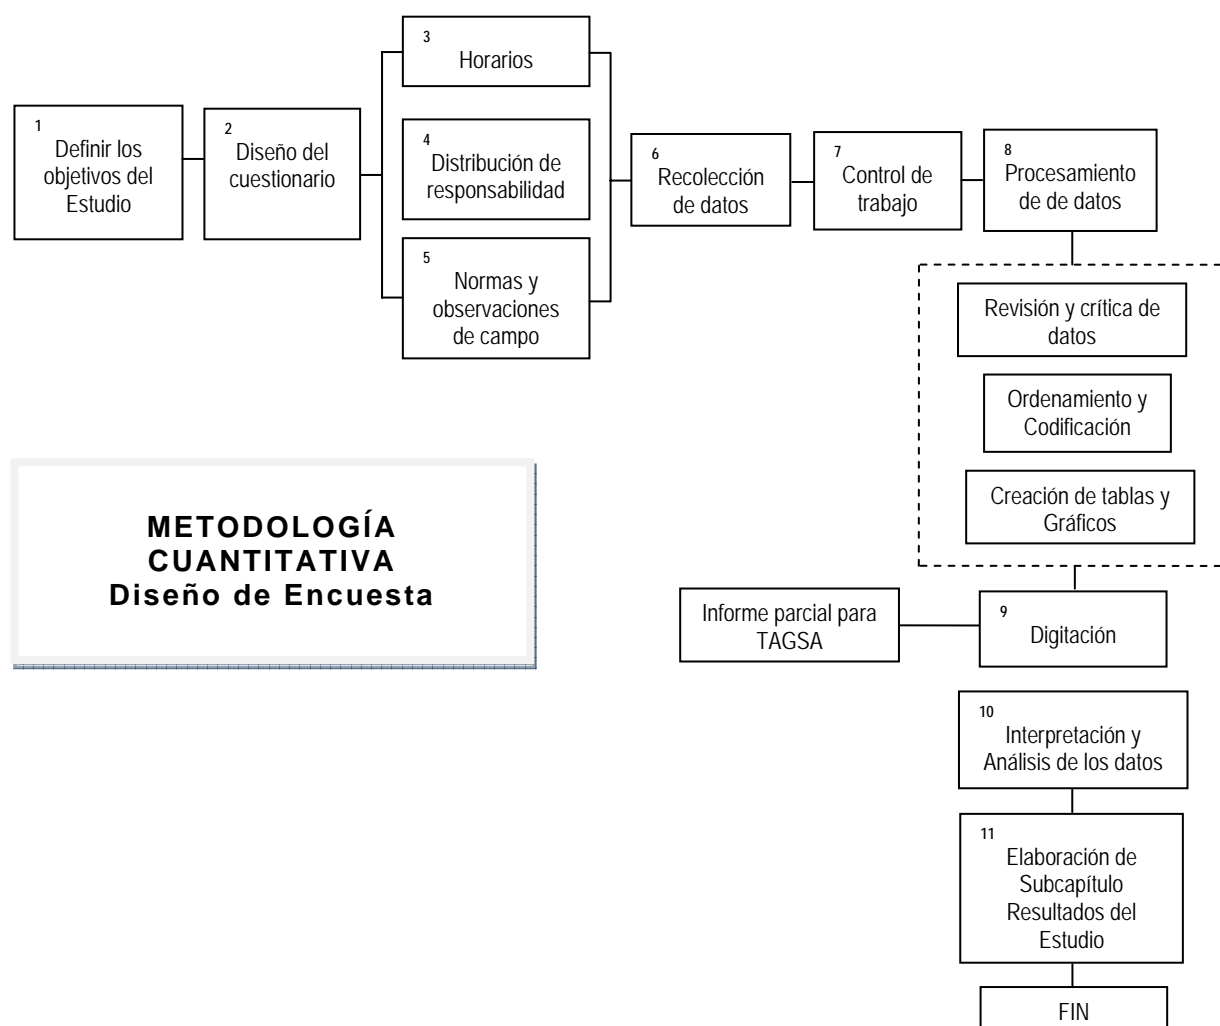 1
Definir los
objetivos del
Estudio
2
Diseño del
cuestionario
3
Horarios
4
Distribución de
responsabilidad
5
Normas y
observaciones
de campo
6
Recolección
de datos
7
Control de
trabajo
8
Procesamiento
de de datos
Revisión y crítica de
datos
Ordenamiento y
Codificación
Creación de tablas y
Gráficos
METODOLOGÍA
CUANTITATIVA
Diseño de Encuesta
Informe parcial para
TAGSA
9
Digitación
10
Interpretación y
Análisis de los datos
11
Elaboración de
Subcapítulo
Resultados del
Estudio
FIN